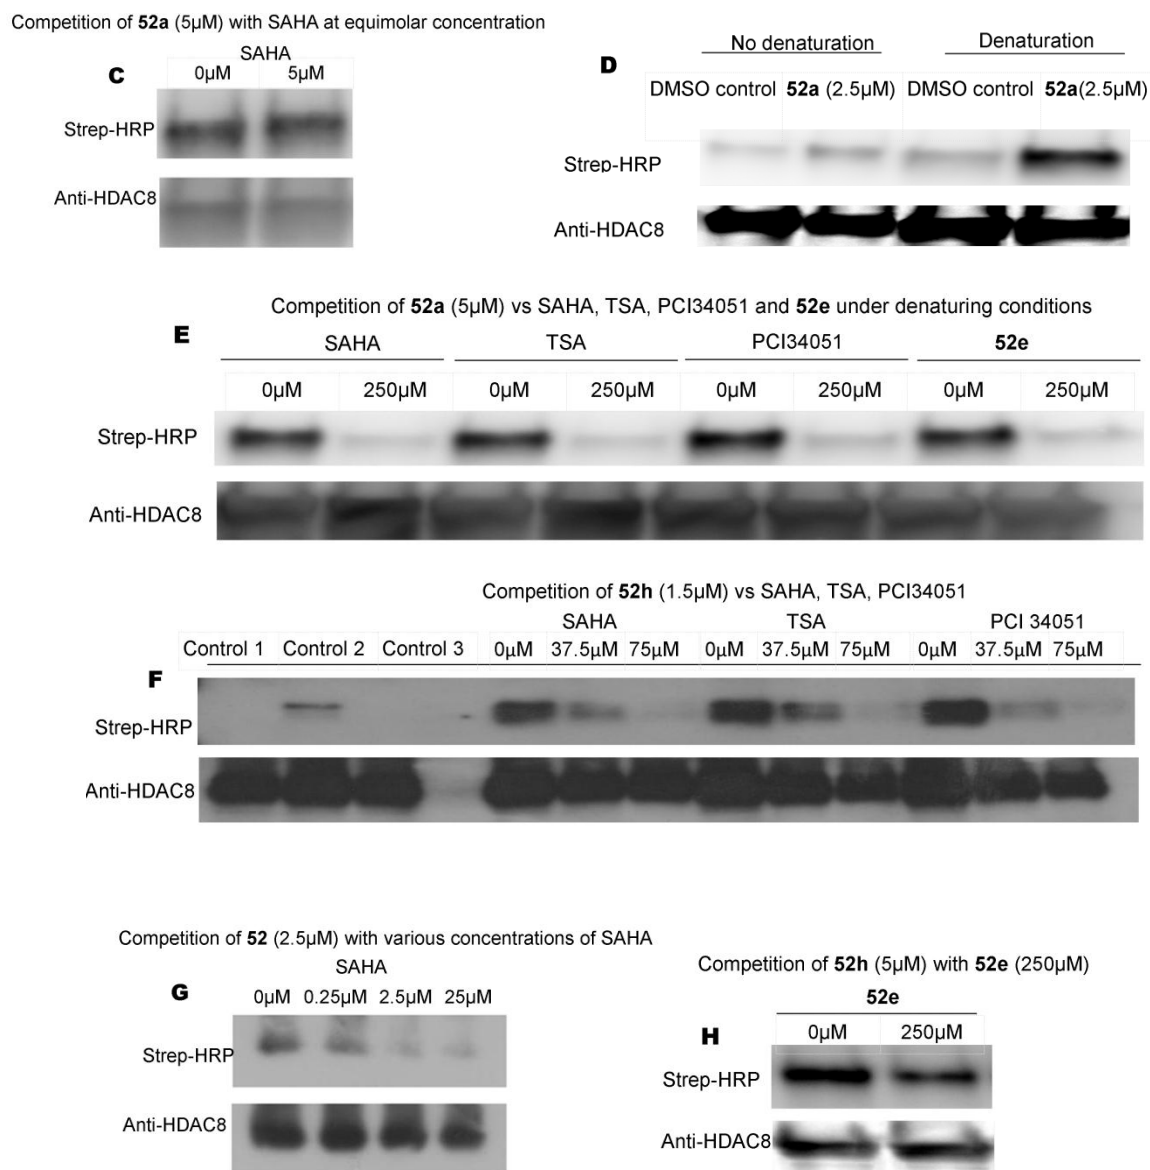 Competition of 52a (5µM) with SAHA at equimolar concentration
SAHA
C
0µM 5µM
Strep-HRP
Anti-HDAC8
No denaturation Denaturation
D
DMSO control 52a (2.5µM) DMSO control 52a(2.5µM)
Strep-HRP
Anti-HDAC8
Competition of 52a (5µM) vs SAHA, TSA, PCI34051 and 52e under denaturing conditions
E
SAHA TSA PCI34051 52e
0µM 250µM 0µM 250µM 0µM 250µM 0µM 250µM
Strep-HRP
Anti-HDAC8
Competition of 52h (1.5µM) vs SAHA, TSA, PCI34051
SAHA TSA PCI 34051
Control 1 Control 2 Control 3 0µM 37.5µM 75µM 0µM 37.5µM 75µM 0µM 37.5µM 75µM
F
Strep-HRP
Anti-HDAC8
Competition of 52 (2.5µM) with various concentrations of SAHA
SAHA
G
0µM 0.25µM 2.5µM 25µM
Strep-HRP
Anti-HDAC8
Competition of 52h (5µM) with 52e (250µM)
52e
H
0µM 250µM
Strep-HRP
Anti-HDAC8